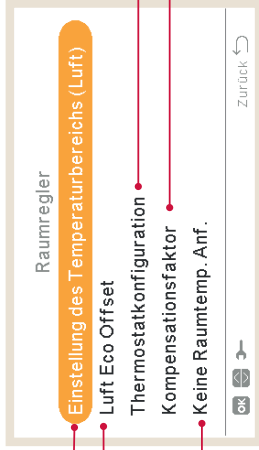 Raumregler
Einstellung des Temperaturbereichs (Luft)
Luft Eco Offset
Thermostatkonfiguration
Kompensationsfaktor
Keine Raumtemp. Anf.
OK
Zurück